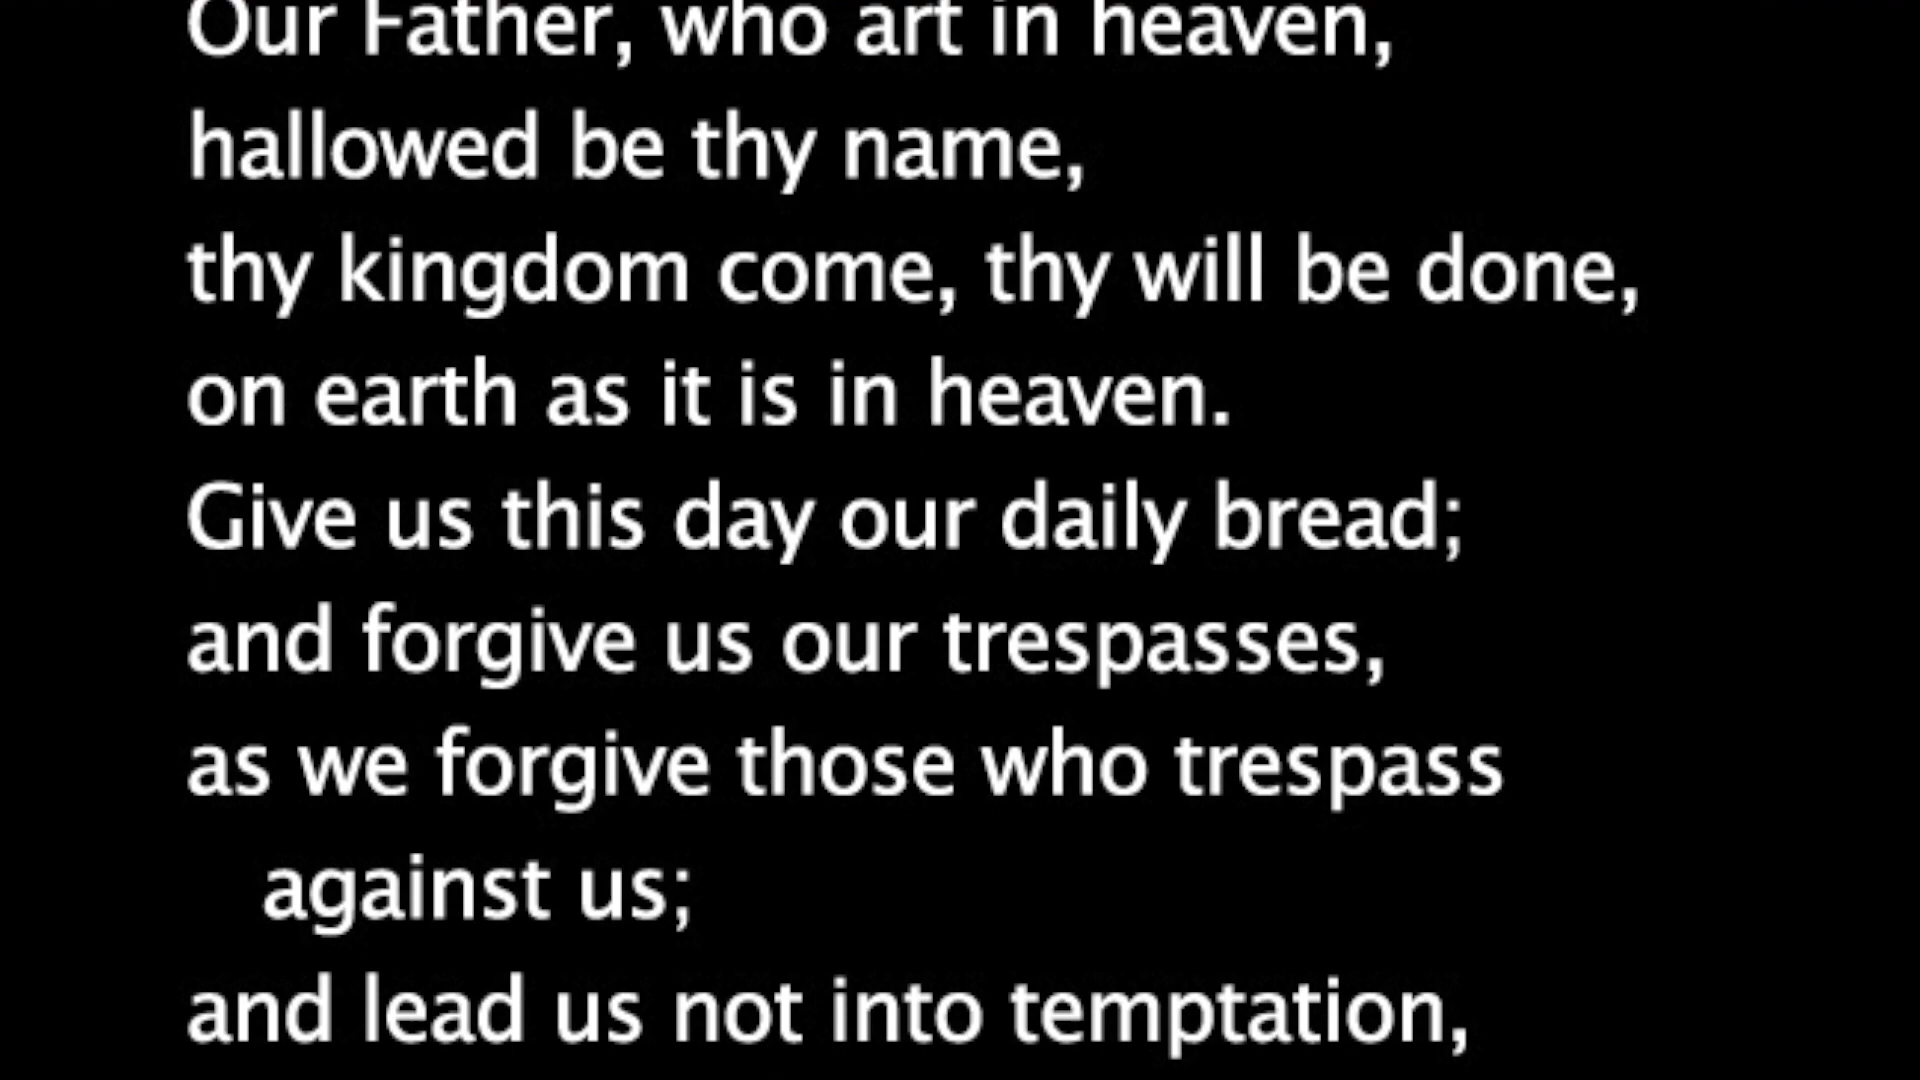 Our Father, who art in heaven,
hallowed be thy name,
thy kingdom come, thy will be done,
on earth as it is in heaven.
Give us this day our daily bread;
and forgive us our trespasses,
as we forgive those who trespass
against us;
and lead us not into temptation,